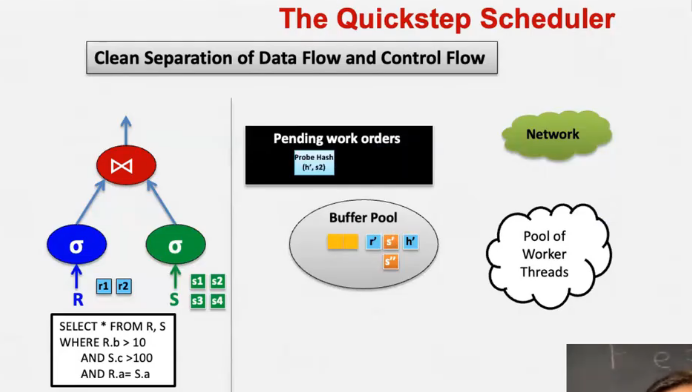 The Quickstep Scheduler
Clean Separation of Data Flow and Control Flow
Pending work orders
Probe Hash
(h', s2)
Network
Buffer Pool
r' s' h'
s''
Pool of
Worker
Threads
⋈
σ σ
R r1 r2
S s1 s2
s3 s4
SELECT * FROM R, S
WHERE R.b > 10
AND S.c >100
AND R.a= S.a